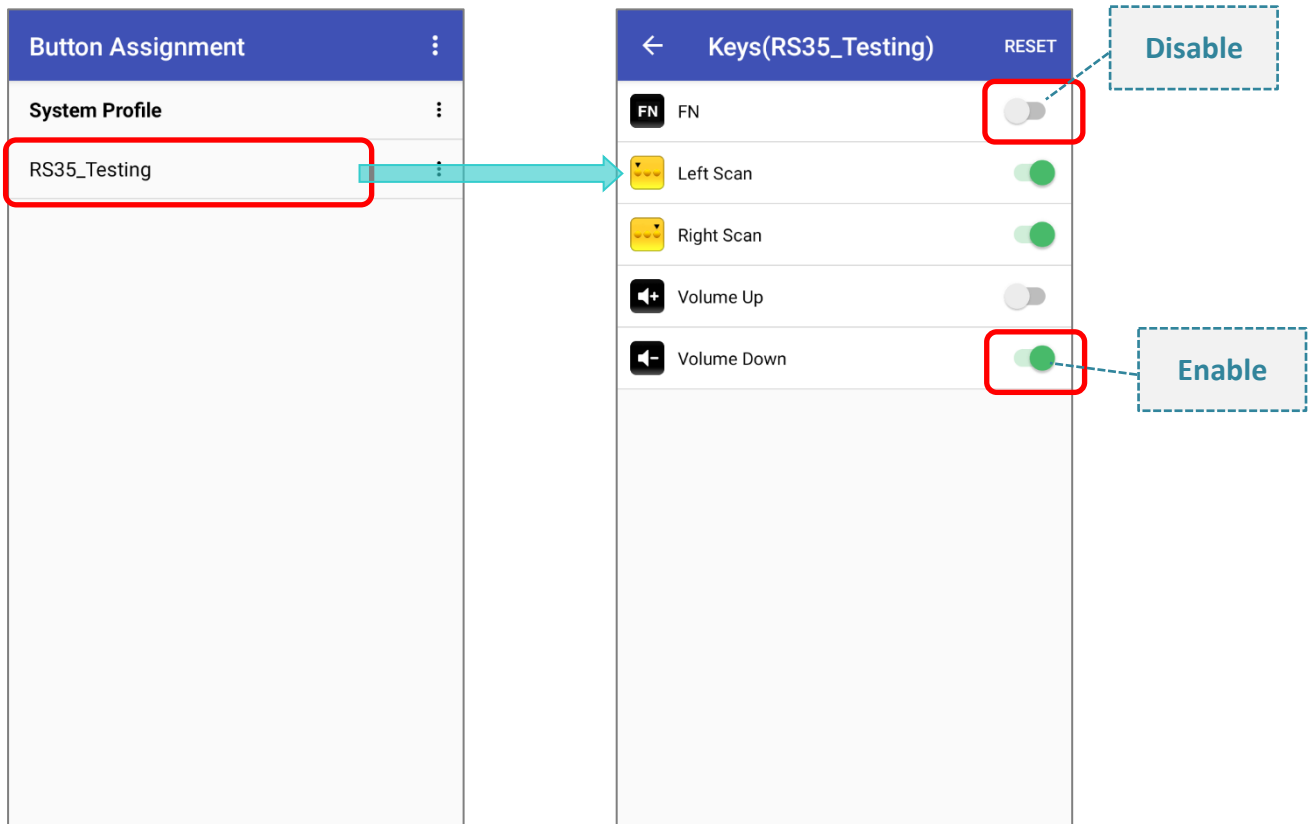 Button Assignment
System Profile
RS35_Testing
Keys(RS35_Testing)
RESET
FN FN
Left Scan
Right Scan
Volume Up
Volume Down
Disable
Enable